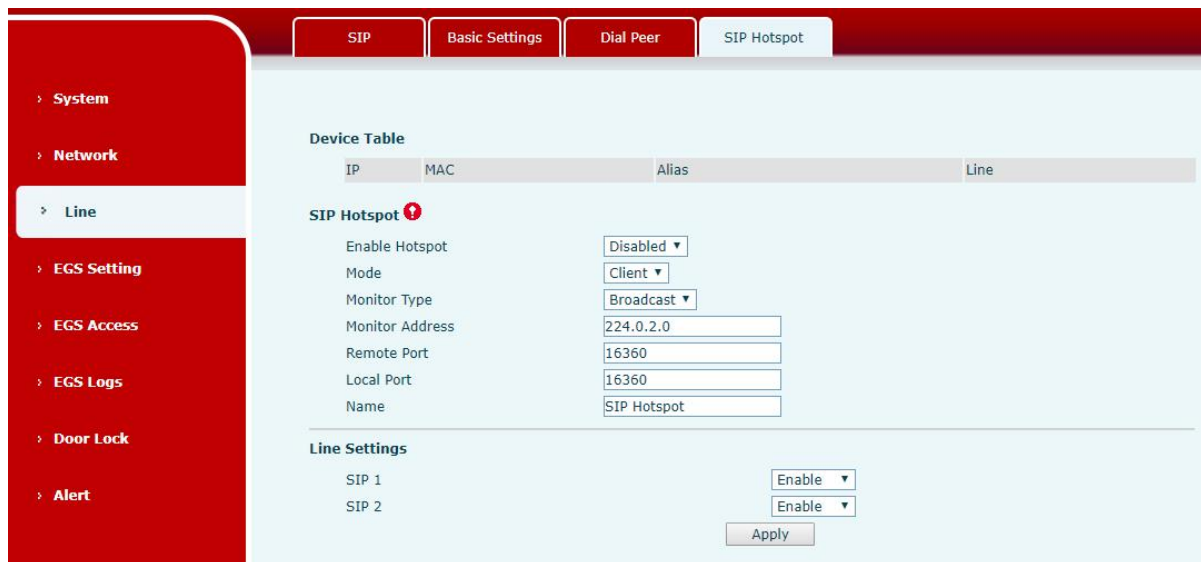 SIP Basic Settings Dial Peer SIP Hotspot
System
Network
Line
EGS Setting
EGS Access
EGS Logs
Door Lock
Alert
Device Table
IP MAC Alias Line
SIP Hotspot
Enable Hotspot Disabled
Mode Client
Monitor Type Broadcast
Monitor Address 224.0.2.0
Remote Port 16360
Local Port 16360
Name SIP Hotspot
Line Settings
SIP 1 Enable
SIP 2 Enable
Apply